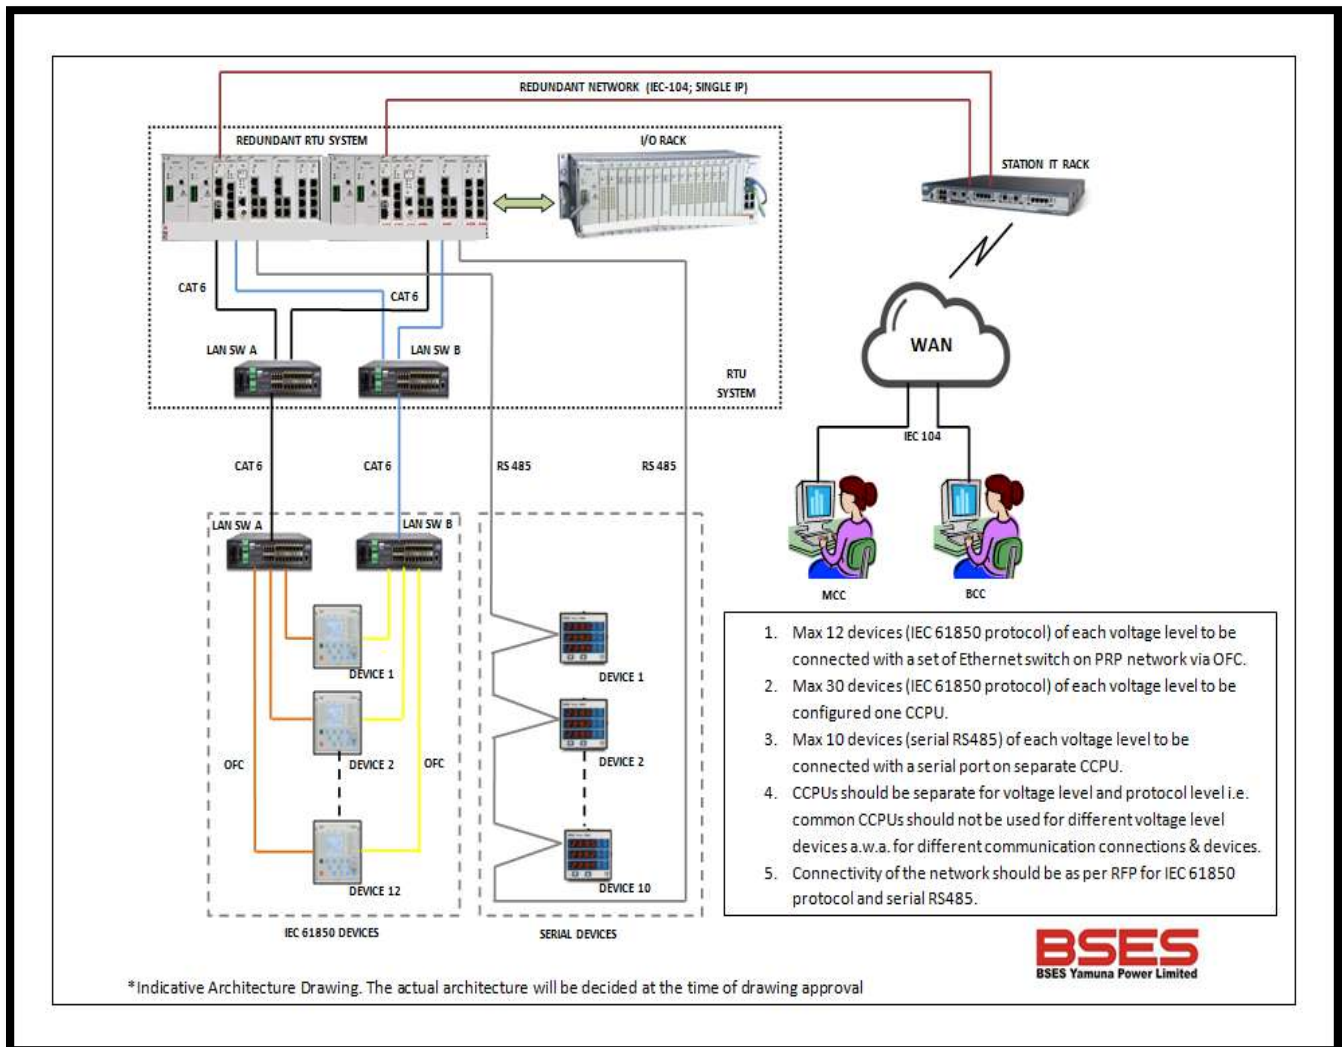 REDUNDANT NETWORK (IEC-104; SINGLE IP)
REDUNDANT RTU SYSTEM
I/O RACK
STATION IT RACK
CAT 6
CAT 6
LAN SW A
LAN SW B
RTU
SYSTEM
WAN
IEC 104
CAT 6
CAT 6
RS 485
RS 485
LAN SW A
LAN SW B
MCC
BCC
DEVICE 1
DEVICE 1
DEVICE 2
DEVICE 2
OFC
OFC
DEVICE 12
DEVICE 10
IEC 61850 DEVICES
SERIAL DEVICES
1. Max 12 devices (IEC 61850 protocol) of each voltage level to be
connected with a set of Ethernet switch on PRP network via OFC.
2. Max 30 devices (IEC 61850 protocol) of each voltage level to be
configured one CCPU.
3. Max 10 devices (serial RS485) of each voltage level to be
connected with a serial port on separate CCPU.
4. CCPUs should be separate for voltage level and protocol level i.e.
common CCPUs should not be used for different voltage level
devices a.w.a. for different communication connections & devices.
5. Connectivity of the network should be as per RFP for IEC 61850
protocol and serial RS485.
BSES
BSES Yamuna Power Limited
*Indicative Architecture Drawing. The actual architecture will be decided at the time of drawing approval